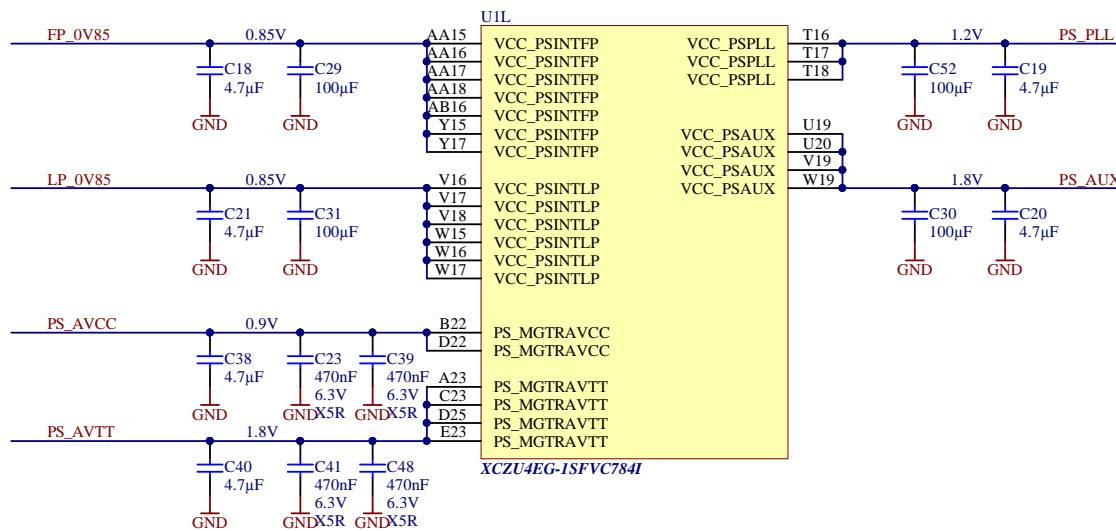 U1L
FP_0V85
0.85V
C18
4.7µF
GND
C29
100µF
GND
AA15
AA16
AA17
AA18
AB16
Y15
Y17
VCC_PSINTFP
VCC_PSINTFP
VCC_PSINTFP
VCC_PSINTFP
VCC_PSINTFP
VCC_PSINTFP
VCC_PSINTFP
LP_0V85
0.85V
C21
4.7µF
GND
C31
100µF
GND
V16
V17
V18
W15
W16
W17
VCC_PSINTLP
VCC_PSINTLP
VCC_PSINTLP
VCC_PSINTLP
VCC_PSINTLP
VCC_PSINTLP
PS_AVCC
0.9V
C38
4.7µF
GND
C23
470nF
6.3V
X5R
GND
C39
470nF
6.3V
X5R
GND
B22
D22
PS_MGTRAVCC
PS_MGTRAVCC
PS_AVTT
1.8V
C40
4.7µF
GND
C41
470nF
6.3V
X5R
GND
C48
470nF
6.3V
X5R
GND
A23
C23
D25
E23
PS_MGTRAVTT
PS_MGTRAVTT
PS_MGTRAVTT
PS_MGTRAVTT
VCC_PSPLL
VCC_PSPLL
VCC_PSPLL
T16
T17
T18
1.2V
PS_PLL
C52
100µF
GND
C19
4.7µF
GND
VCC_PSAUX
VCC_PSAUX
VCC_PSAUX
VCC_PSAUX
U19
U20
V19
W19
1.8V
PS_AUX
C30
100µF
GND
C20
4.7µF
GND
XCZU4EG-1SFVC784I